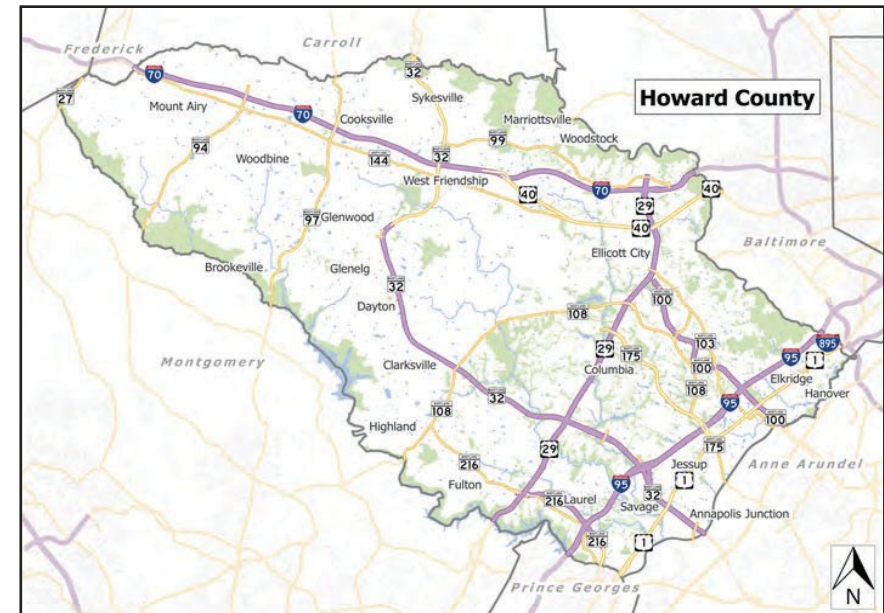 Frederick
Carroll
32
70
27
Mount Airy
Sykesville
Howard County
70
Cooksville
Marriottsville
94
99
Woodstock
Woodbine
144
32
West Friendship
70
40
40
29
97
Glenwood
40
Baltimore
Ellicott City
Brookeville
Glenelg
32
100
Dayton
108
103
895
Montgomery
29
175
95
1
Clarksville
Columbia
100
Elkridge
32
108
Hanover
95
108
100
Highland
29
175
216
Jessup
Anne Arundel
Fulton
95
1
216
Laurel
32
Savage
Annapolis Junction
216
1
Prince Georges
N